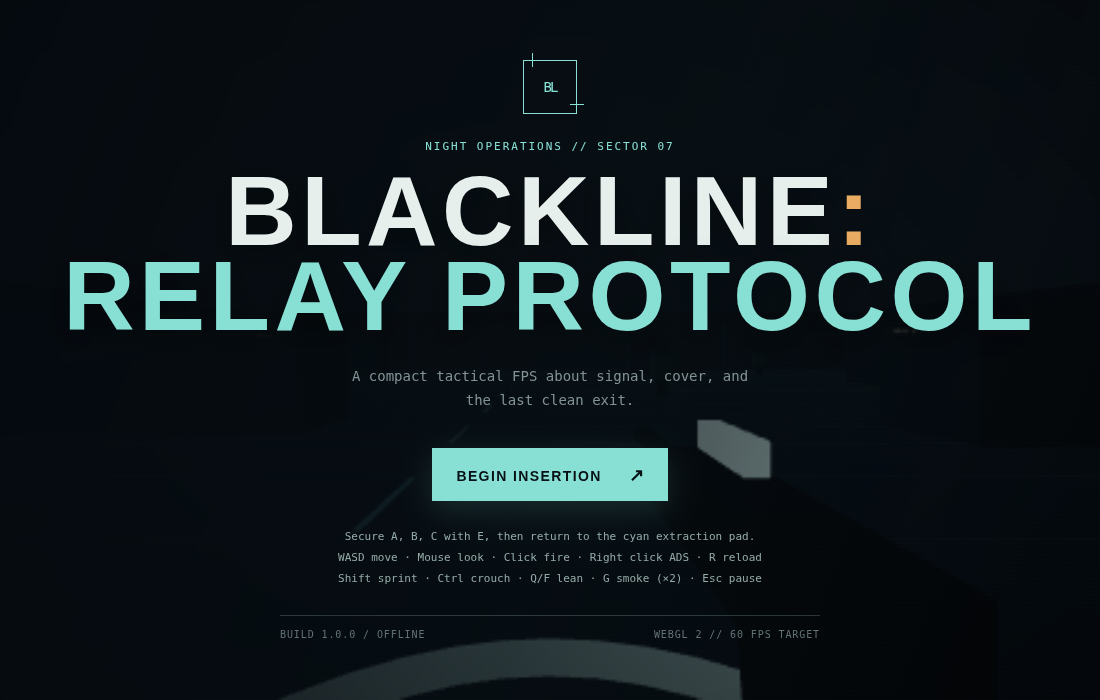 BL
NIGHT OPERATIONS // SECTOR 07
BLACKLINE:
RELAY PROTOCOL
A compact tactical FPS about signal, cover, and
the last clean exit.
BEGIN INSERTION ↗
Secure A, B, C with E, then return to the cyan extraction pad.
WASD move · Mouse look · Click fire · Right click ADS · R reload
Shift sprint · Ctrl crouch · Q/F lean · G smoke (×2) · Esc pause
BUILD 1.0.0 / OFFLINE
WEBGL 2 // 60 FPS TARGET